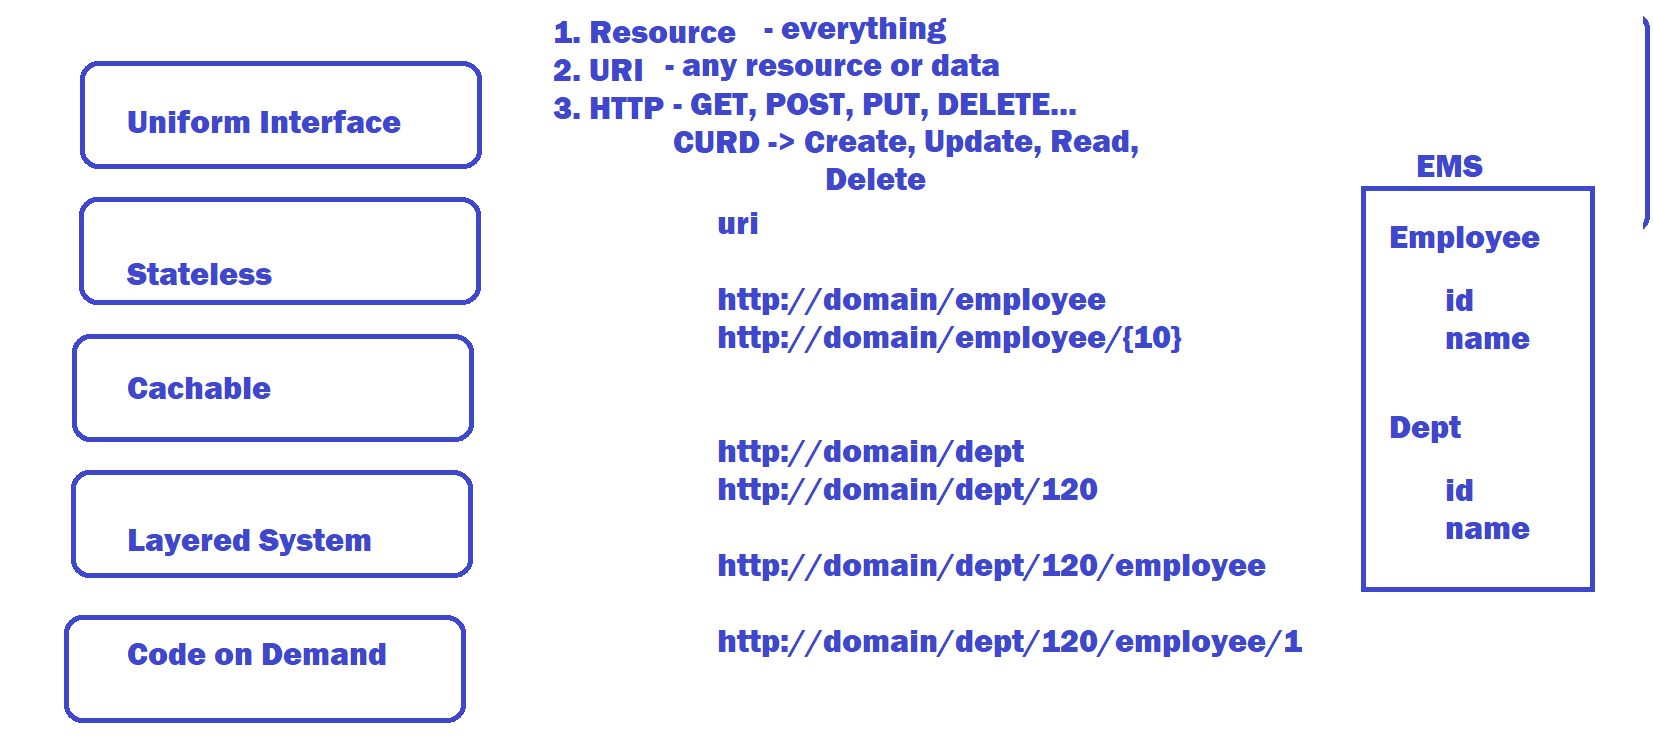 Uniform Interface
Stateless
Cachable
Layered System
Code on Demand
1. Resource - everything
2. URI - any resource or data
3. HTTP - GET, POST, PUT, DELETE...
CURD -> Create, Update, Read,
Delete
uri
http://domain/employee
http://domain/employee/{10}
http://domain/dept
http://domain/dept/120
http://domain/dept/120/employee
http://domain/dept/120/employee/1
EMS
Employee
id
name
Dept
id
name